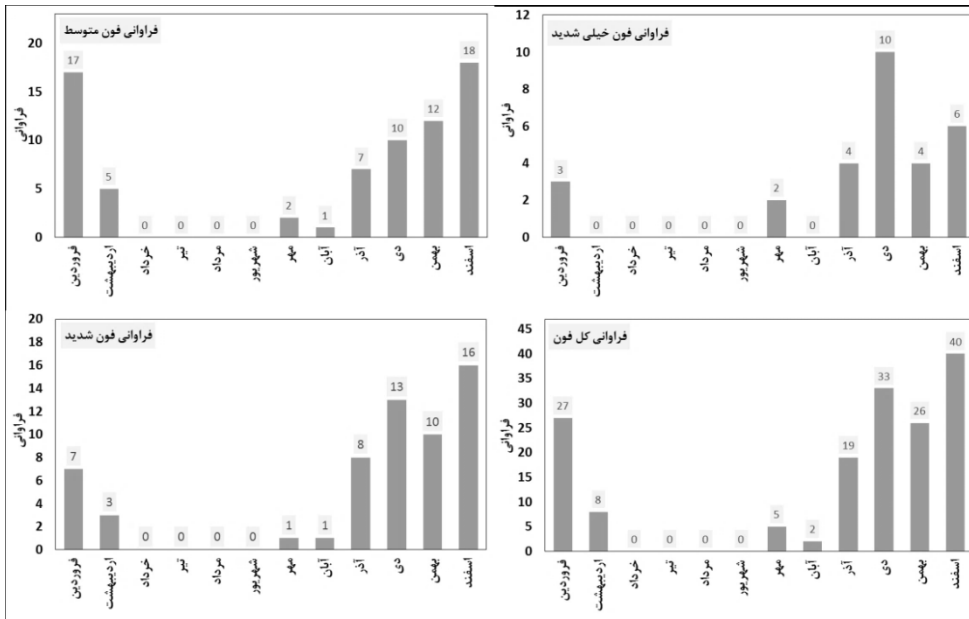 فراوانی فون متوسط
فراوانی
20
15
10
5
0
17
5
0
0
0
0
2
1
7
10
12
18
فروردین
اردیبهشت
خرداد
تیر
مرداد
شهریور
مهر
آبان
آذر
دی
بهمن
اسفند
فراوانی فون خیلی شدید
فراوانی
12
10
8
6
4
2
0
3
0
0
0
0
0
2
0
4
10
4
6
فروردین
اردیبهشت
خرداد
تیر
مرداد
شهریور
مهر
آبان
آذر
دی
بهمن
اسفند
فراوانی فون شدید
فراوانی
20
18
16
14
12
10
8
6
4
2
0
7
3
0
0
0
0
1
1
8
13
10
16
فروردین
اردیبهشت
خرداد
تیر
مرداد
شهریور
مهر
آبان
آذر
دی
بهمن
اسفند
فراوانی کل فون
فراوانی
45
40
35
30
25
20
15
10
5
0
27
8
0
0
0
0
5
2
19
33
26
40
فروردین
اردیبهشت
خرداد
تیر
مرداد
شهریور
مهر
آبان
آذر
دی
بهمن
اسفند